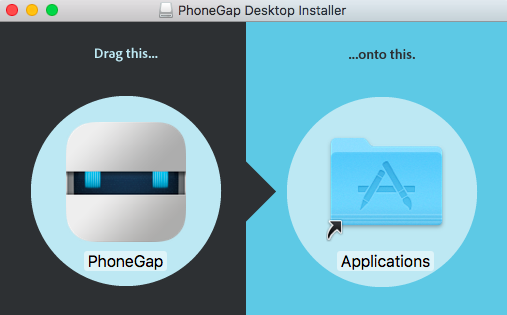 PhoneGap Desktop Installer
Drag this...
...onto this.
PhoneGap
Applications